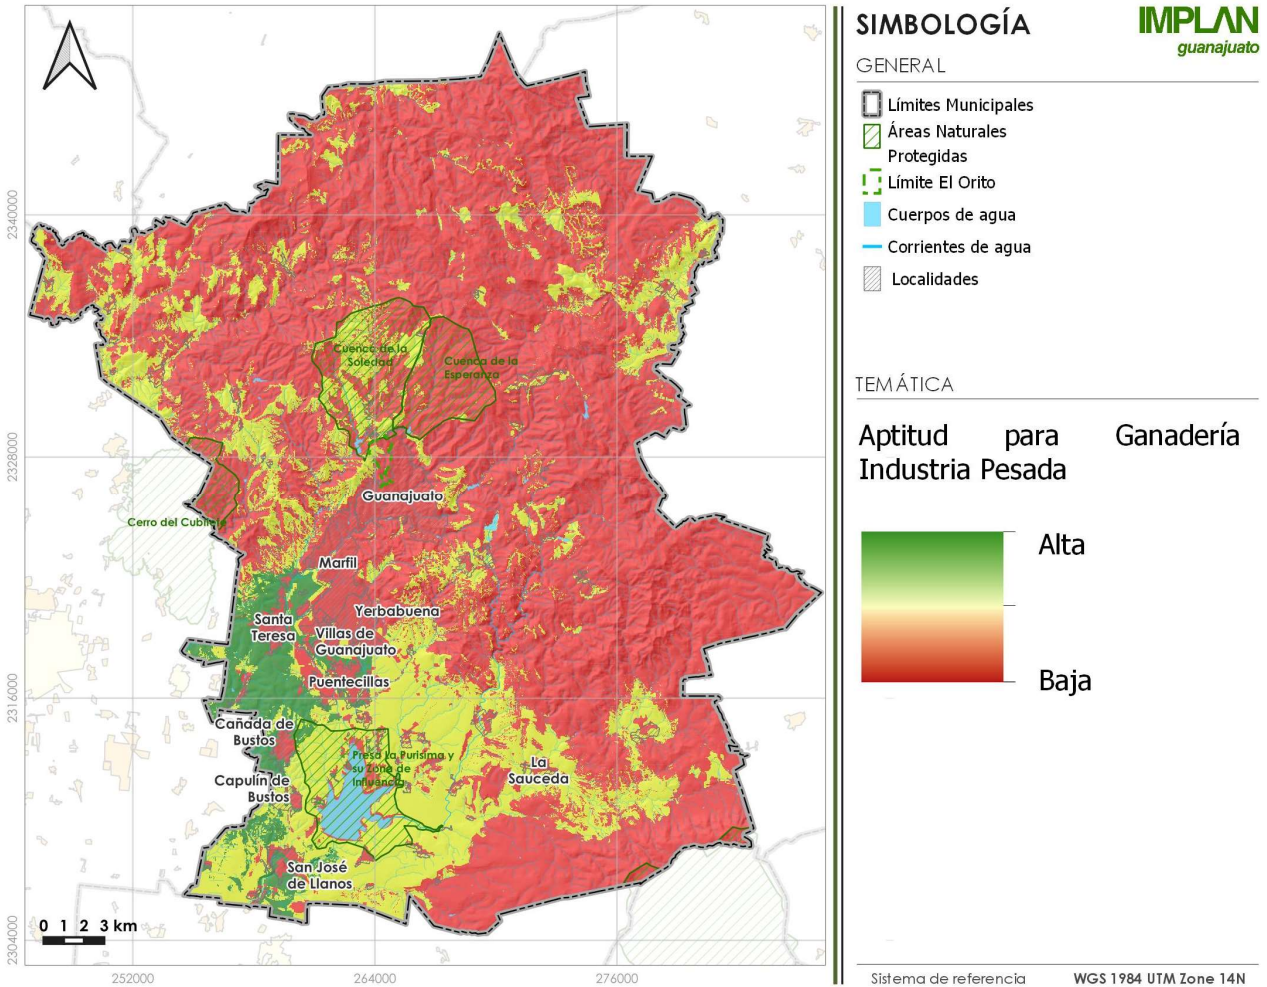 SIMBOLOGÍA
IMPLAN
guanajuato
GENERAL
Límites Municipales
Áreas Naturales
Protegidas
Límite El Orito
Cuerpos de agua
Corrientes de agua
Localidades
TEMÁTICA
Aptitud para Ganadería
Industria Pesada
Alta
Baja
Sistema de referencia
WGS 1984 UTM Zone 14N
2340000
2328000
2316000
2304000
252000
264000
276000
Cuenca de la
Soledad
Cuenca de la
Esperanza
Guanajuato
Cerro del Cubilete
Marfil
Yerbabuena
Santa
Teresa
Villas de
Guanajuato
Puentecillas
Cañada de
Bustos
Presa La Purísima y
su Zona de
Influencia
Capulín de
Bustos
La
Sauceda
San José
de Llanos
0 1 2 3 km